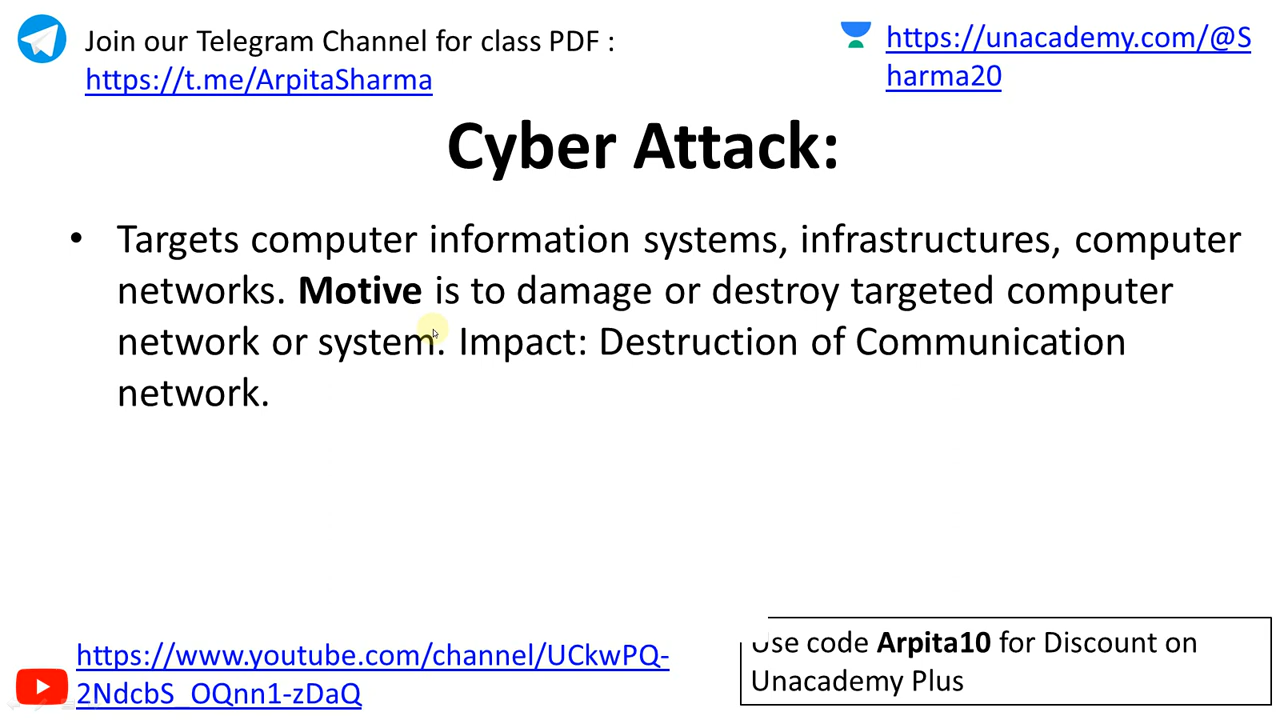 Join our Telegram Channel for class PDF :
https://t.me/ArpitaSharma
https://unacademy.com/@S
harma20
Cyber Attack:
• Targets computer information systems, infrastructures, computer
networks. Motive is to damage or destroy targeted computer
network or system. Impact: Destruction of Communication
network.
https://www.youtube.com/channel/UCkwPQ-
2NdcbS_OQnn1-zDaQ
Use code Arpita10 for Discount on
Unacademy Plus